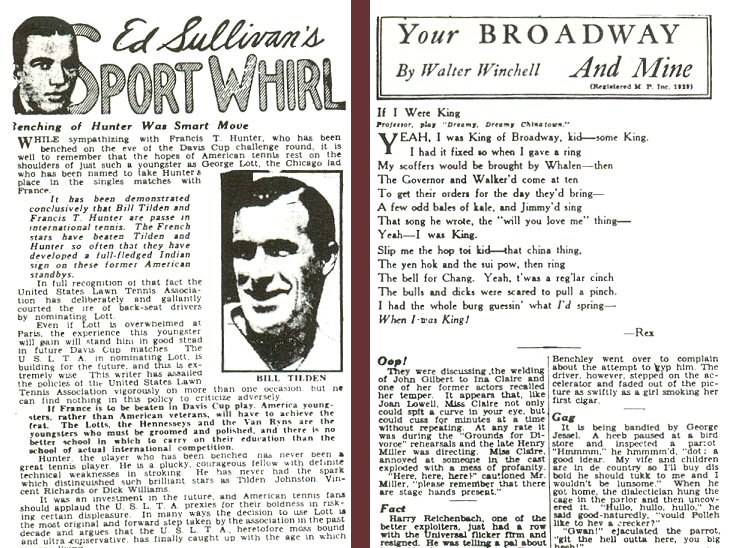 Ed Sullivan's
SPORT WHIRL
Benching of Hunter Was Smart Move
WHILE sympathizing with Francis T. Hunter, who has been
benched on the eve of the Davis Cup challenge round, it is
well to remember that the hopes of American tennis rest on the
shoulders of just such a youngster as George Lott, the Chicago lad
who has been named to take Hunter's
place in the singles matches with
France.
It has been demonstrated
conclusively that Bill Tilden and
Francis T. Hunter are passe in
international tennis. The French
stars have beaten Tilden and
Hunter so often that they have
developed a full-fledged Indian
sign on these former American
standbys.
In full recognition of that fact the
United States Lawn Tennis Associa-
tion has deliberately and gallantly
courted the ire of back-seat drivers
by nominating Lott.
Even if Lott is overwhelmed at
Paris, the experience this youngster
will gain will stand him in good stead
in future Davis Cup matches. The
U. S. L. T. A. in nominating Lott, is
building for the future, and this is ex-
tremely wise. This writer has assailed
the policies of the United States Lawn
Tennis Association vigorously on more than one occasion, but he
can find nothing in this policy to criticize adversely
If France is to be beaten in Davis Cup play, America young-
sters, rather than American veterans, will have to achieve the
feat. The Lotts, the Hennesseys and the Van Ryns are the
youngsters who must be groomed and polished, and there is no
better school in which to carry on their education than the
school of actual international competition.
Hunter, the player who has been benched, has never been a
great tennis player. He is a plucky, courageous fellow with definite
technical weaknesses in stroking. He has never had the spark
which distinguished such brilliant stars as Tilden, Johnston, Vin-
cent Richards or Dick Williams.
It was an investment in the future, and American tennis fans
should applaud the U. S. L. T. A. prexies for their boldness in risk-
ing certain displeasure. In many ways the decision to use Lott is
the most original and forward step taken by the association in the past
decade and argues that the U. S. L. T. A. heretofore moss bound
and ultra conservative, has finally caught up with the age in which
BILL TILDEN
Your BROADWAY
By Walter Winchell And Mine
(Registered M. P. Inc. 1929)
If I Were King
Professor, play "Dreamy, Dreamy Chinatown."
YEAH, I was King of Broadway, kid—some King.
I had it fixed so when I gave a ring
My scoffers would be brought by Whalen—then
The Governor and Walker'd come at ten
To get their orders for the day they'd bring—
A few odd bales of kale, and Jimmy'd sing
That song he wrote, the "will you love me" thing—
Yeah—I was King.
Slip me the hop toi kid—that china thing,
The yen hok and the sui pow, then ring
The bell for Chang. Yeah, t'was a reg'lar cinch
The bulls and dicks were scared to pull a pinch.
I had the whole burg guessin' what I'd spring—
When I was King!
—Rex
Oop!
They were discussing the welding
of John Gilbert to Ina Claire and
one of her former actors recalled
her temper. It appears that, like
Joan Lowell, Miss Claire not only
could spit a curve in your eye, but
could cuss for minutes at a time
without repeating. At any rate it
was during the "Grounds for Di-
vorce" rehearsals and the late Henry
Miller was directing. Miss Claire,
annoyed at someone in the cast
exploded with a mess of profanity.
"Here, here, here!" cautioned Mr.
Miller, "please remember that there
are stage hands present."
Fact
Harry Reichenbach, one of the
better exploiters, just had a row
with the Universal flicker firm and
resigned. He was telling a pal about
Benchley went over to complain
about the attempt to gyp him. The
driver, however, stepped on the ac-
celerator and faded out of the pic-
ture as swiftly as a girl smoking her
first cigar.
Gag
It is being bandied by George
Jessel. A heeb paused at a bird
store and inspected a parrot.
"Hnmmm," he hmmmm'd, "dot a
good idear. My wife and children
are in de country so I'll buy dis
bold he should tukk to me and I
wouldn't be lunsome." When he
got home, the dialectician hung the
cage in the parlor and then uncov-
ered it. "Hullo, hullo, hullo," he
said good-naturedly, "vould Polleh
like to hev a crecker?"
"Gwan!" ejaculated the parrot,
"git the hell outta here, you big